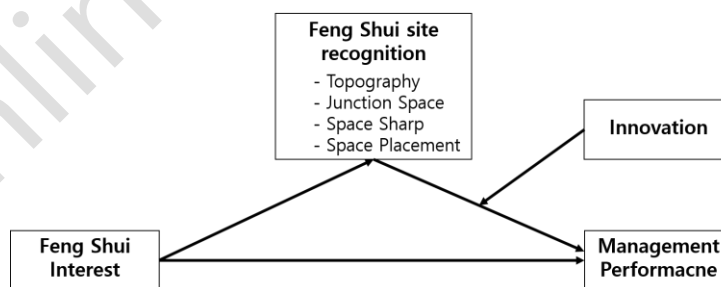 Feng Shui site
recognition
- Topography
- Junction Space
- Space Sharp
- Space Placement
Innovation
Feng Shui
Interest
Management
Performacne